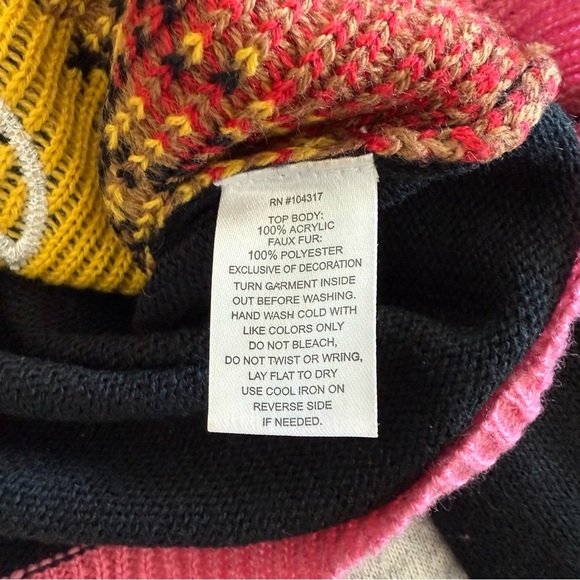 RN #104317
TOP BODY:
100% ACRYLIC
FAUX FUR:
100% POLYESTER
EXCLUSIVE OF DECORATION
TURN GARMENT INSIDE
OUT BEFORE WASHING.
HAND WASH COLD WITH
LIKE COLORS ONLY
DO NOT BLEACH,
DO NOT TWIST OR WRING,
LAY FLAT TO DRY
USE COOL IRON ON
REVERSE SIDE
IF NEEDED.